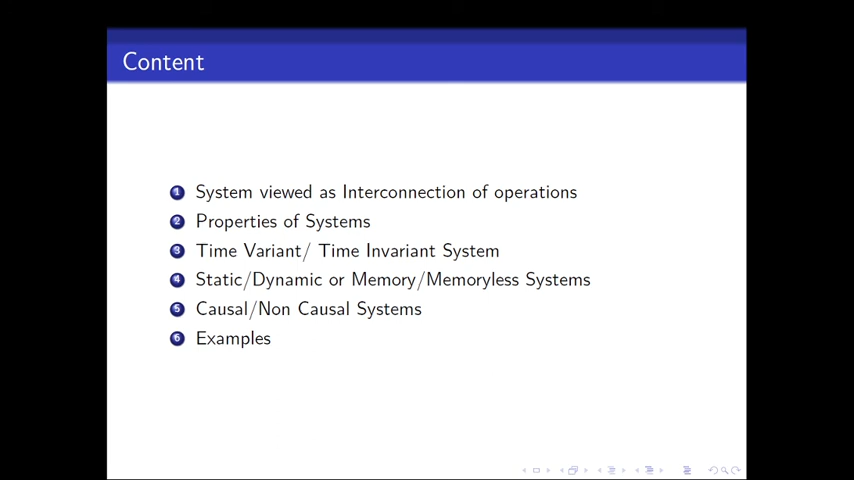 Content
1 System viewed as Interconnection of operations
2 Properties of Systems
3 Time Variant/ Time Invariant System
4 Static/Dynamic or Memory/Memoryless Systems
5 Causal/Non Causal Systems
6 Examples